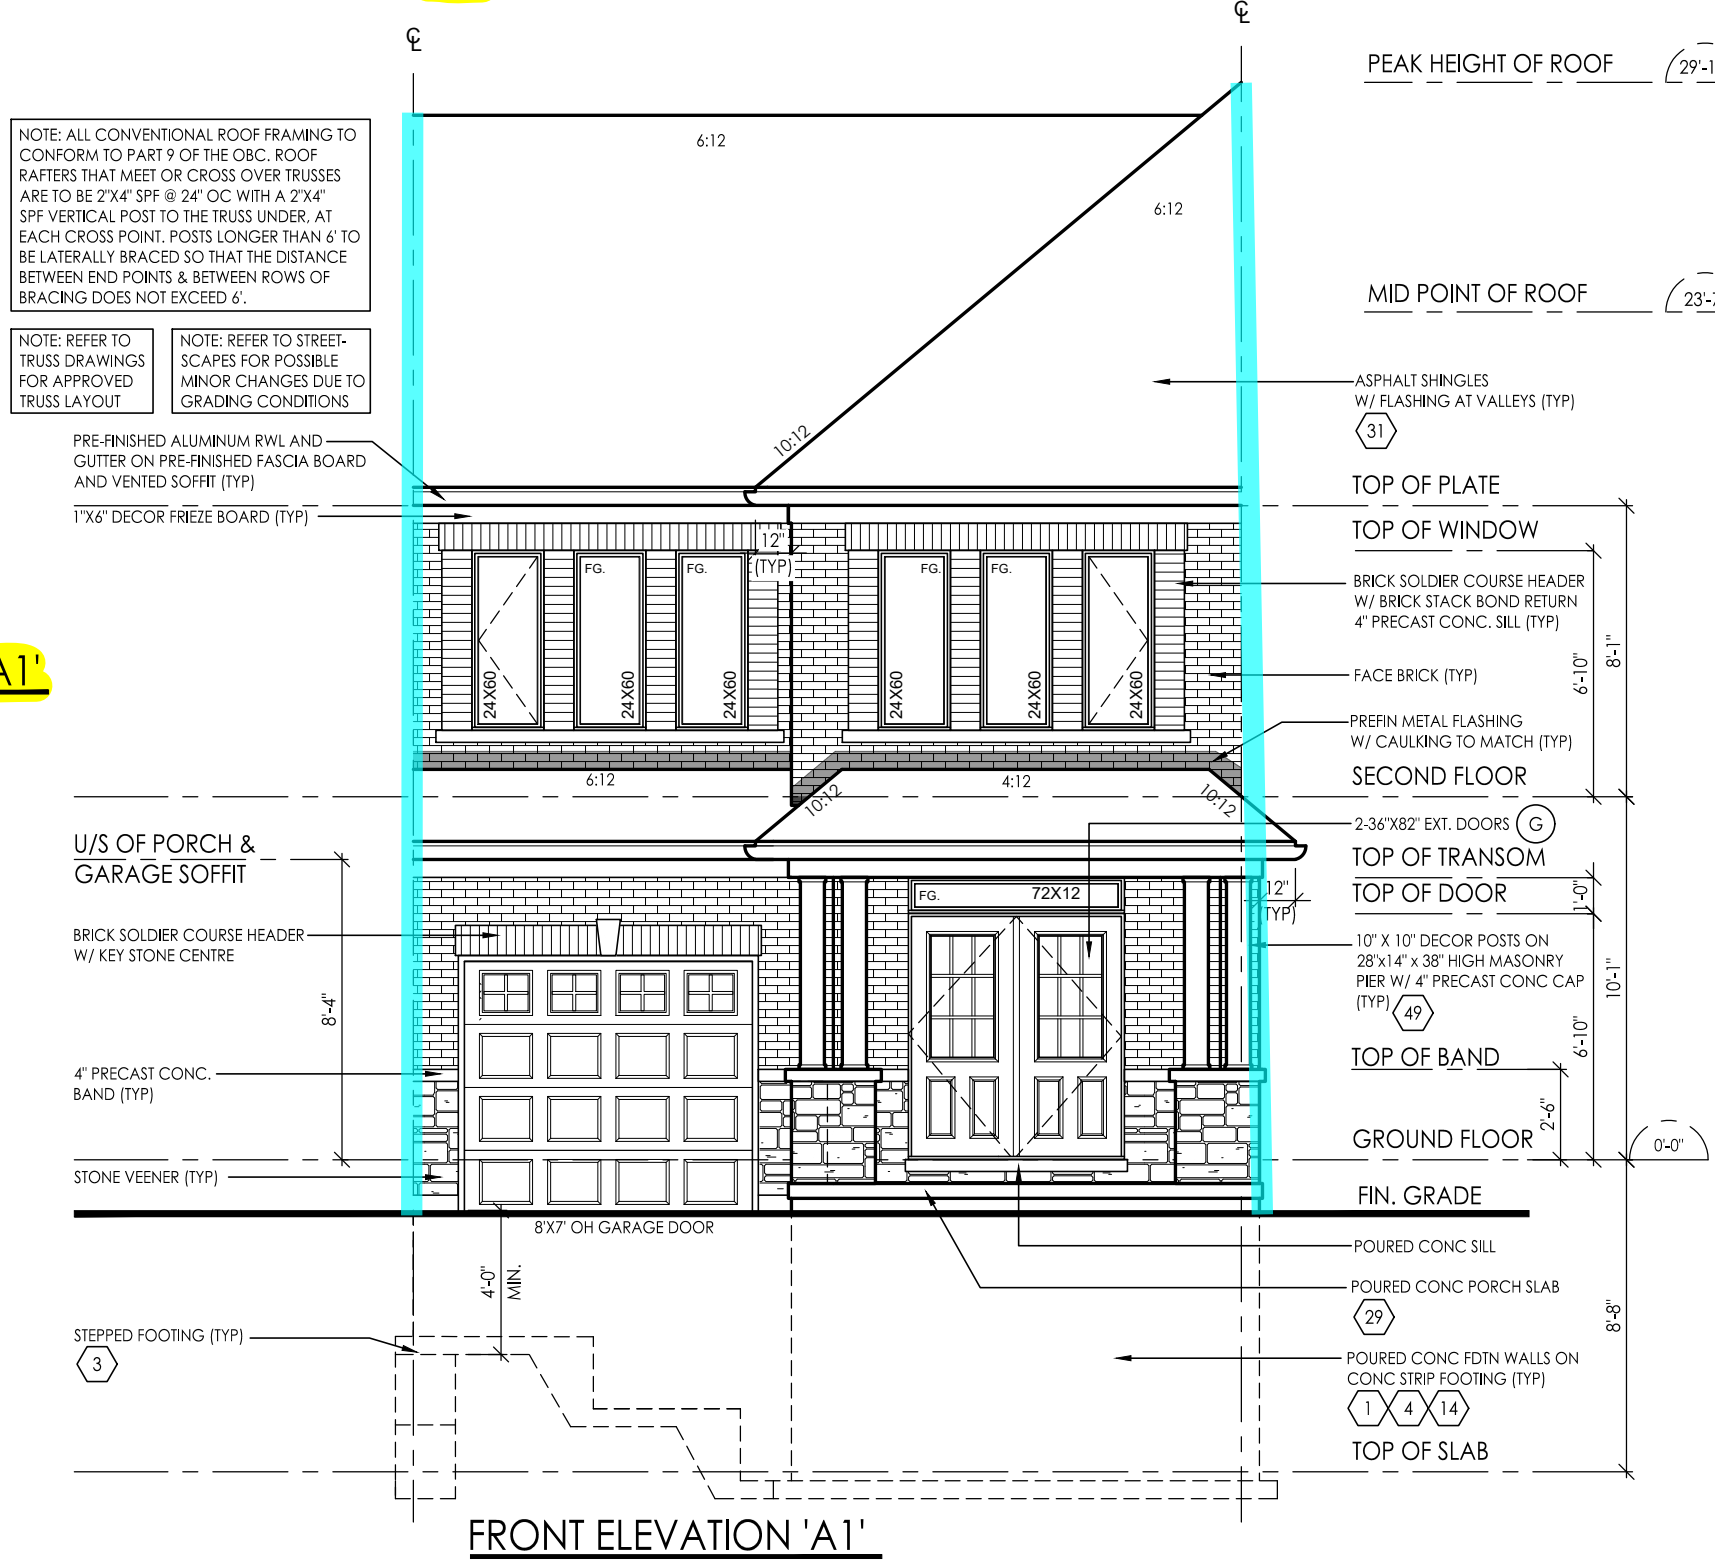 ℄
℄
PEAK HEIGHT OF ROOF
29'-1
NOTE: ALL CONVENTIONAL ROOF FRAMING TO
CONFORM TO PART 9 OF THE OBC. ROOF
RAFTERS THAT MEET OR CROSS OVER TRUSSES
ARE TO BE 2"X4" SPF @ 24" OC WITH A 2"X4"
SPF VERTICAL POST TO THE TRUSS UNDER, AT
EACH CROSS POINT. POSTS LONGER THAN 6' TO
BE LATERALLY BRACED SO THAT THE DISTANCE
BETWEEN END POINTS & BETWEEN ROWS OF
BRACING DOES NOT EXCEED 6'.
6:12
6:12
MID POINT OF ROOF
23'-7
NOTE: REFER TO
TRUSS DRAWINGS
FOR APPROVED
TRUSS LAYOUT
NOTE: REFER TO STREET-
SCAPES FOR POSSIBLE
MINOR CHANGES DUE TO
GRADING CONDITIONS
ASPHALT SHINGLES
W/ FLASHING AT VALLEYS (TYP)
31
10:12
PRE-FINISHED ALUMINUM RWL AND
GUTTER ON PRE-FINISHED FASCIA BOARD
AND VENTED SOFFIT (TYP)
1"X6" DECOR FRIEZE BOARD (TYP)
TOP OF PLATE
TOP OF WINDOW
12"
(TYP)
FG.
FG.
FG.
FG.
24X60
24X60
24X60
24X60
24X60
24X60
BRICK SOLDIER COURSE HEADER
W/ BRICK STACK BOND RETURN
4" PRECAST CONC. SILL (TYP)
6'-10"
8'-1"
A1'
FACE BRICK (TYP)
PREFIN METAL FLASHING
W/ CAULKING TO MATCH (TYP)
SECOND FLOOR
6:12
4:12
10:12
10:12
2-36"X82" EXT. DOORS
G
U/S OF PORCH &
GARAGE SOFFIT
TOP OF TRANSOM
TOP OF DOOR
1'-0"
FG.
72X12
12"
(TYP)
BRICK SOLDIER COURSE HEADER
W/ KEY STONE CENTRE
10" X 10" DECOR POSTS ON
28"x14" x 38" HIGH MASONRY
PIER W/ 4" PRECAST CONC CAP
(TYP)
49
8'-4"
10'-1"
6'-10"
4" PRECAST CONC.
BAND (TYP)
TOP OF BAND
2'-6"
GROUND FLOOR
0'-0"
STONE VEENER (TYP)
FIN. GRADE
8'X7' OH GARAGE DOOR
POURED CONC SILL
4'-0"
MIN.
POURED CONC PORCH SLAB
29
8'-8"
STEPPED FOOTING (TYP)
3
POURED CONC FDTN WALLS ON
CONC STRIP FOOTING (TYP)
1 4 14
TOP OF SLAB
FRONT ELEVATION 'A1'